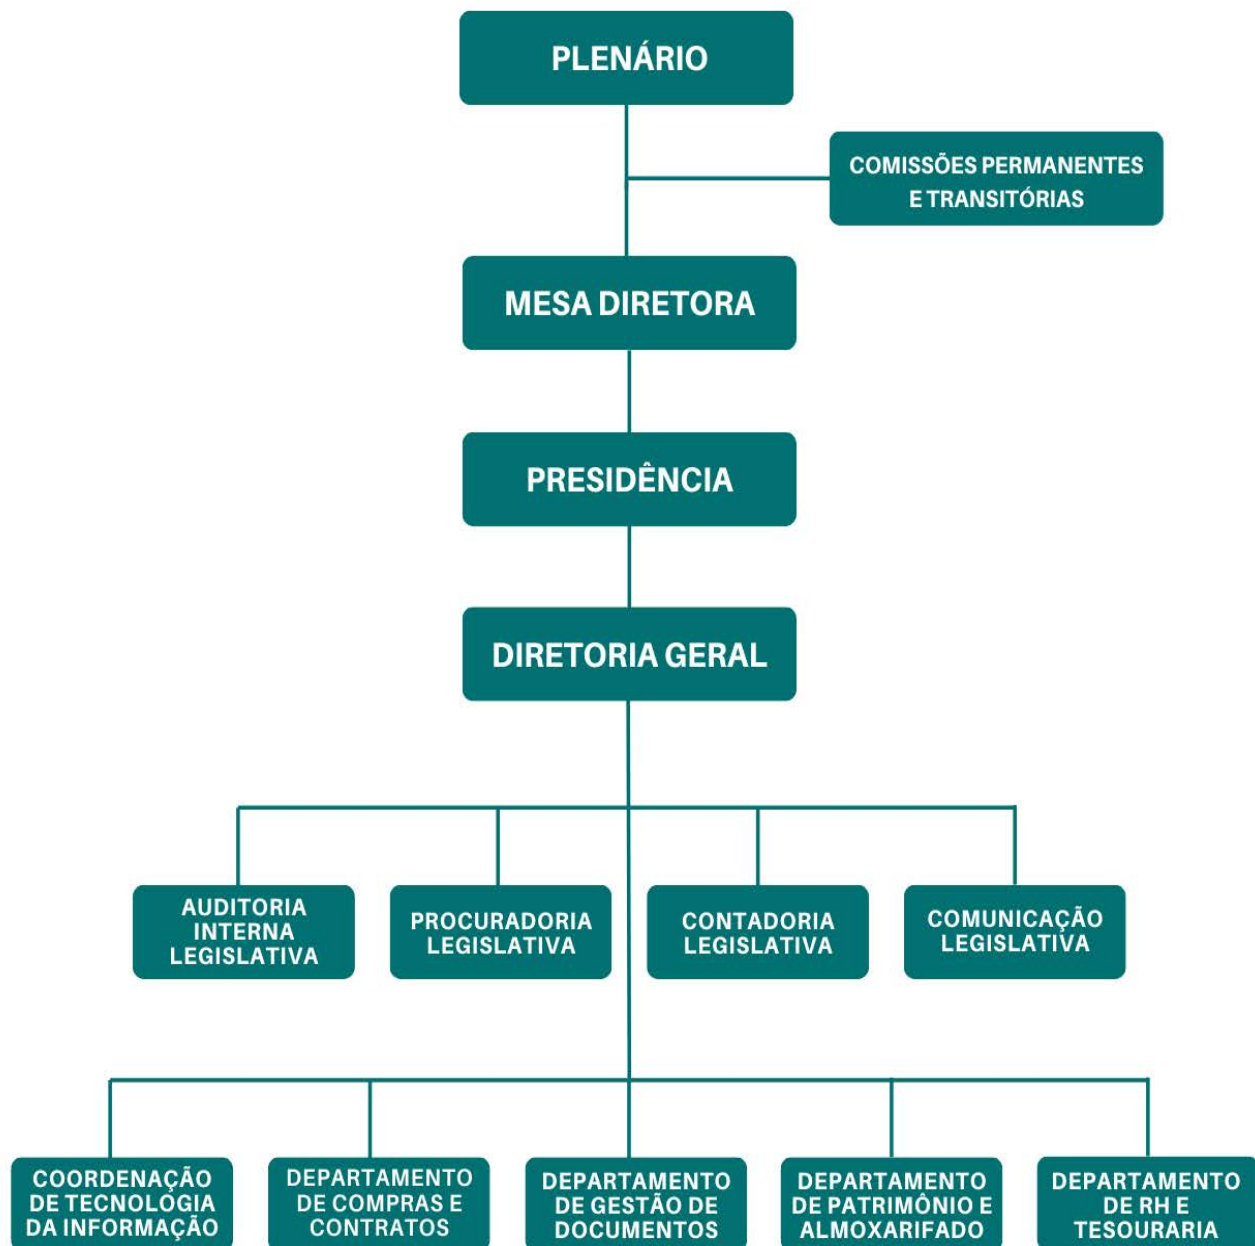 PLENÁRIO
COMISSÕES PERMANENTES
E TRANSITÓRIAS
MESA DIRETORA
PRESIDÊNCIA
DIRETORIA GERAL
AUDITORIA
INTERNA
LEGISLATIVA
PROCURADORIA
LEGISLATIVA
CONTADORIA
LEGISLATIVA
COMUNICAÇÃO
LEGISLATIVA
COORDENAÇÃO
DE TECNOLOGIA
DA INFORMAÇÃO
DEPARTAMENTO
DE COMPRAS E
CONTRATOS
DEPARTAMENTO
DE GESTÃO DE
DOCUMENTOS
DEPARTAMENTO
DE PATRIMÔNIO E
ALMOXARIFADO
DEPARTAMENTO
DE RH E
TESOURARIA